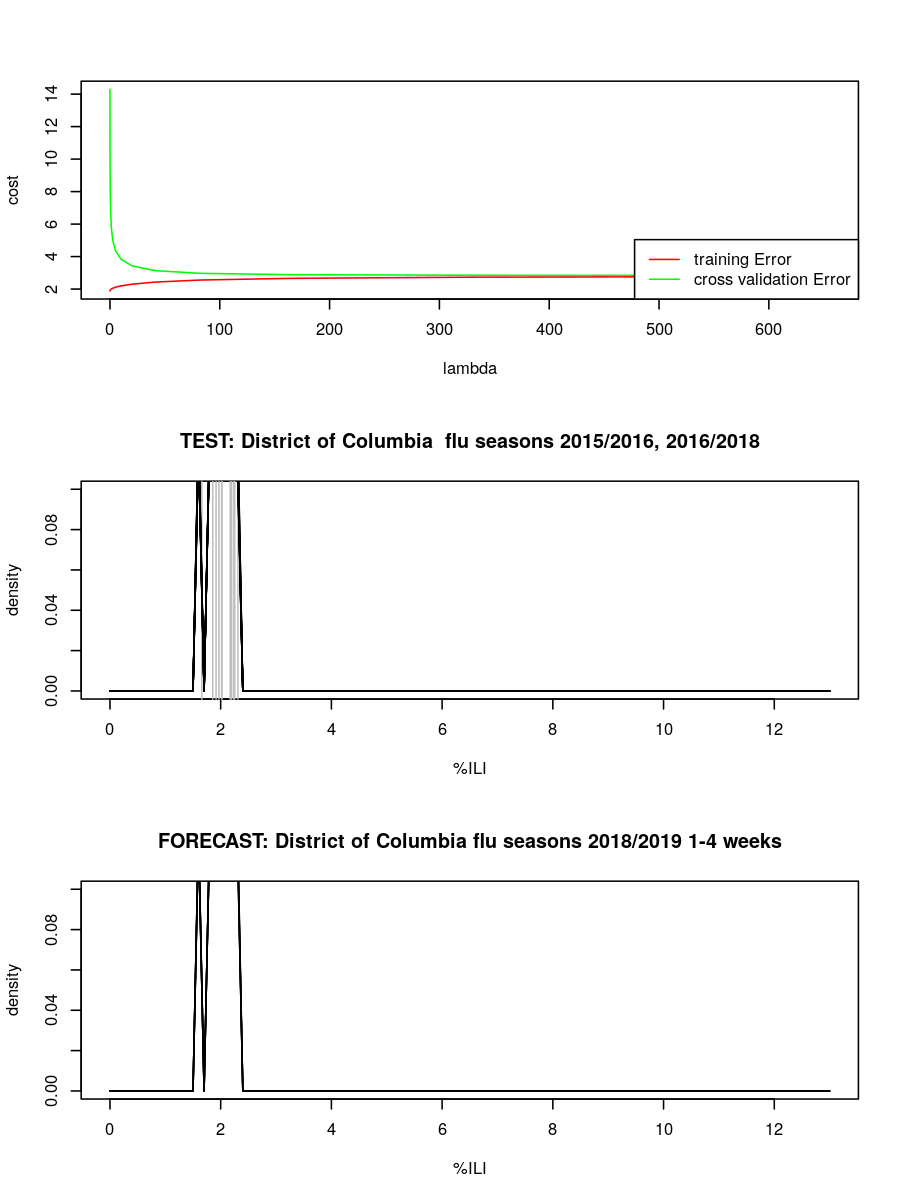 14
12
10
8
6
4
2
cost
training Error
cross validation Error
0 100 200 300 400 500 600
lambda
TEST: District of Columbia  flu seasons 2015/2016, 2016/2018
0.08
0.04
0.00
density
0 2 4 6 8 10 12
%ILI
FORECAST: District of Columbia flu seasons 2018/2019 1-4 weeks
0.08
0.04
0.00
density
0 2 4 6 8 10 12
%ILI